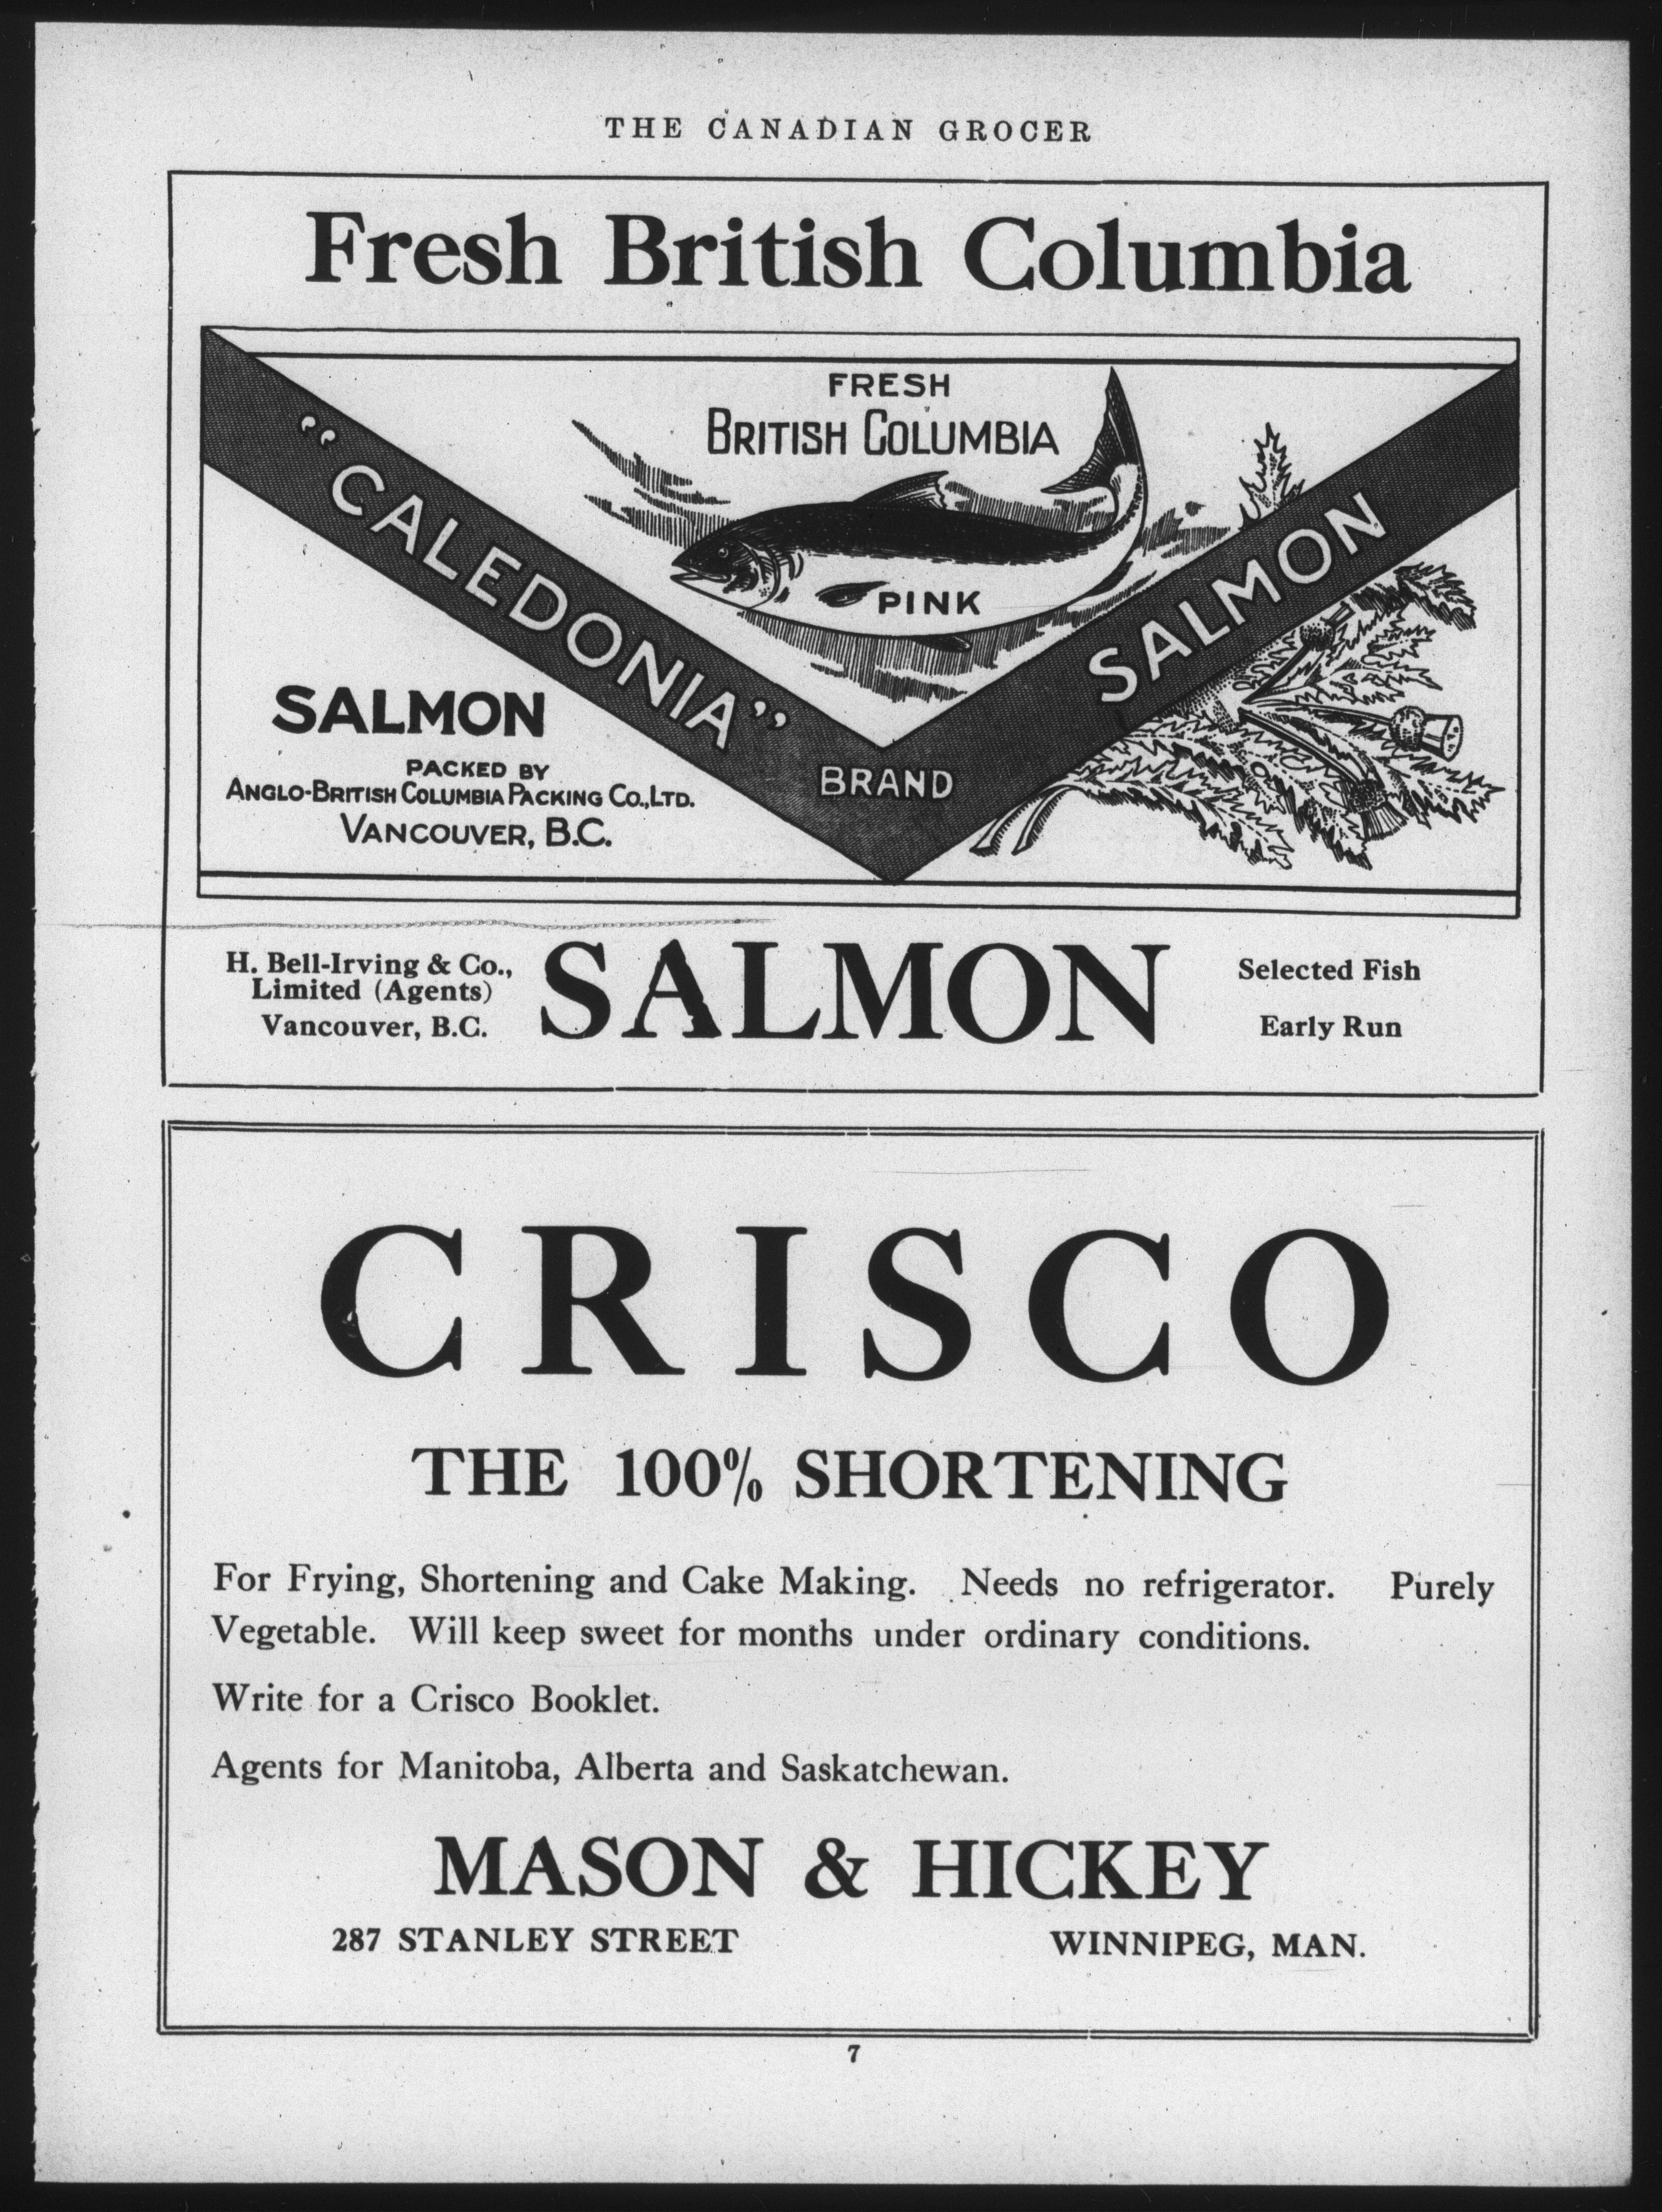 THE CANADIAN GROCER
Fresh British Columbia
FRESH
BRITISH COLUMBIA
PINK
"CALEDONIA"
BRAND
SALMON
SALMON
PACKED BY
ANGLO-BRITISH COLUMBIA PACKING CO., LTD.
VANCOUVER, B.C.
H. Bell-Irving & Co.,
Limited (Agents)
Vancouver, B.C.
SALMON
Selected Fish
Early Run
CRISCO
THE 100% SHORTENING
For Frying, Shortening and Cake Making. Needs no refrigerator. Purely
Vegetable. Will keep sweet for months under ordinary conditions.
Write for a Crisco Booklet.
Agents for Manitoba, Alberta and Saskatchewan.
MASON & HICKEY
287 STANLEY STREET WINNIPEG, MAN.
7